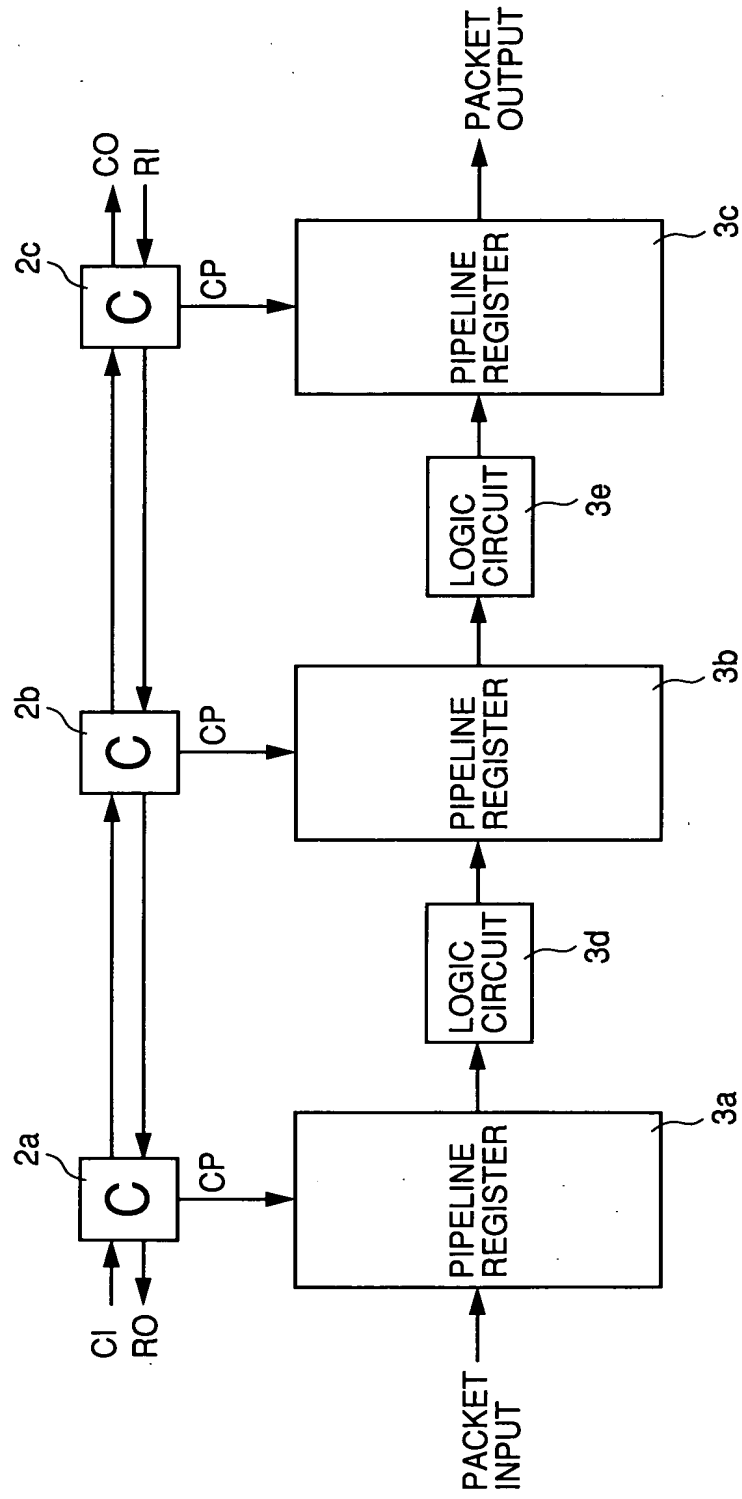 2a
2b
2c
CI
RO
C
C
C
CO
RI
CP
CP
CP
PACKET
INPUT
PIPELINE
REGISTER
LOGIC
CIRCUIT
PIPELINE
REGISTER
LOGIC
CIRCUIT
PIPELINE
REGISTER
PACKET
OUTPUT
3a
3d
3b
3e
3c